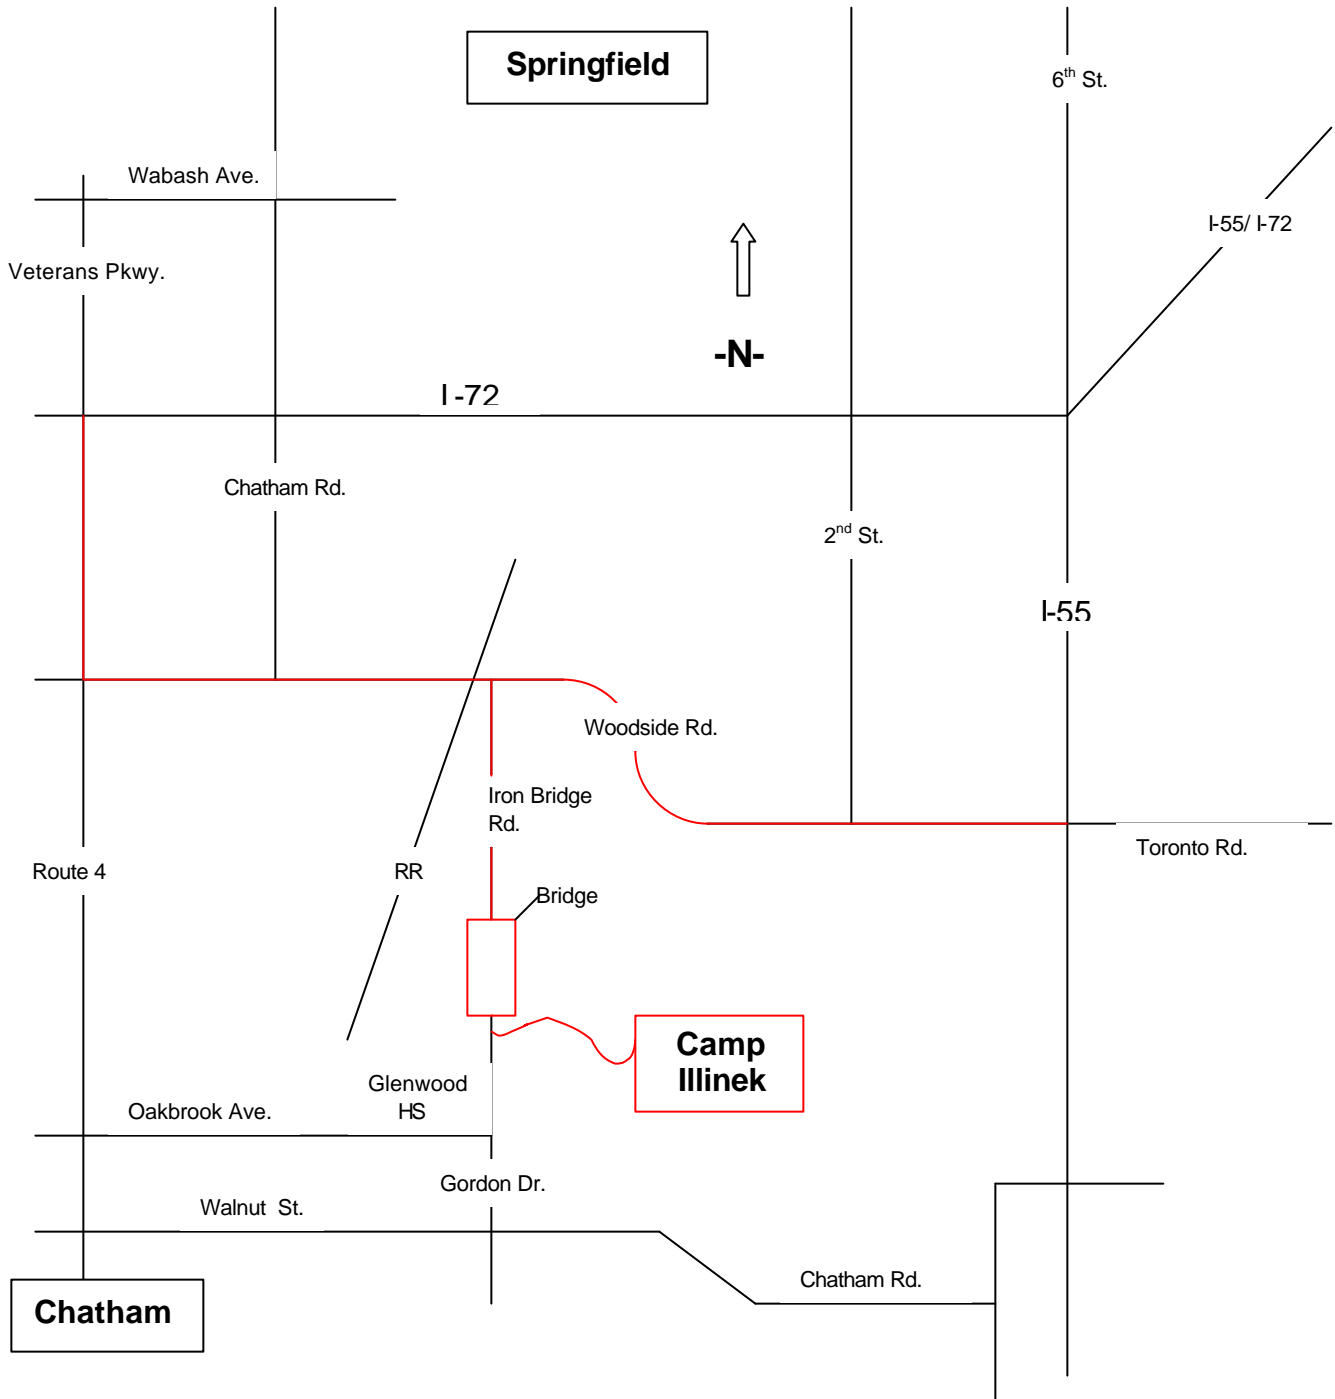 Springfield
6th St.
Wabash Ave.
I-55/ I-72
Veterans Pkwy.
-N-
I -72
Chatham Rd.
2nd St.
I-55
Woodside Rd.
Iron Bridge
Rd.
Toronto Rd.
Route 4
RR
Bridge
Camp
Illinek
Glenwood
HS
Oakbrook Ave.
Gordon Dr.
Walnut St.
Chatham Rd.
Chatham